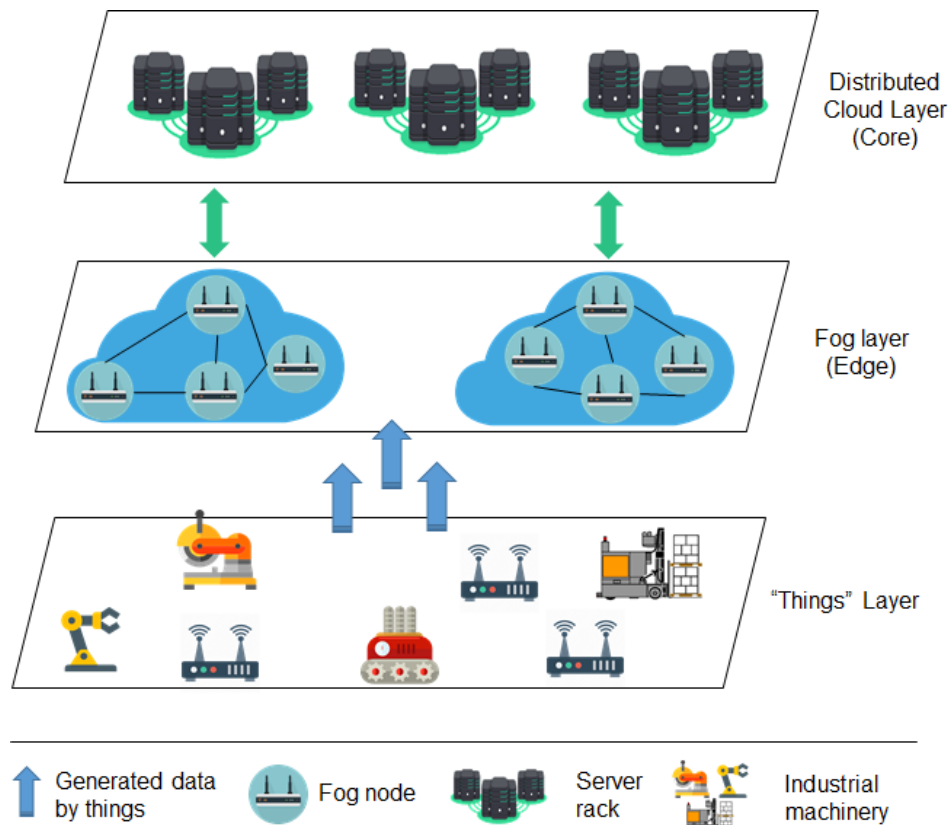 Distributed
Cloud Layer
(Core)
Fog layer
(Edge)
“Things” Layer
Generated data
by things
Fog node
Server
rack
Industrial
machinery